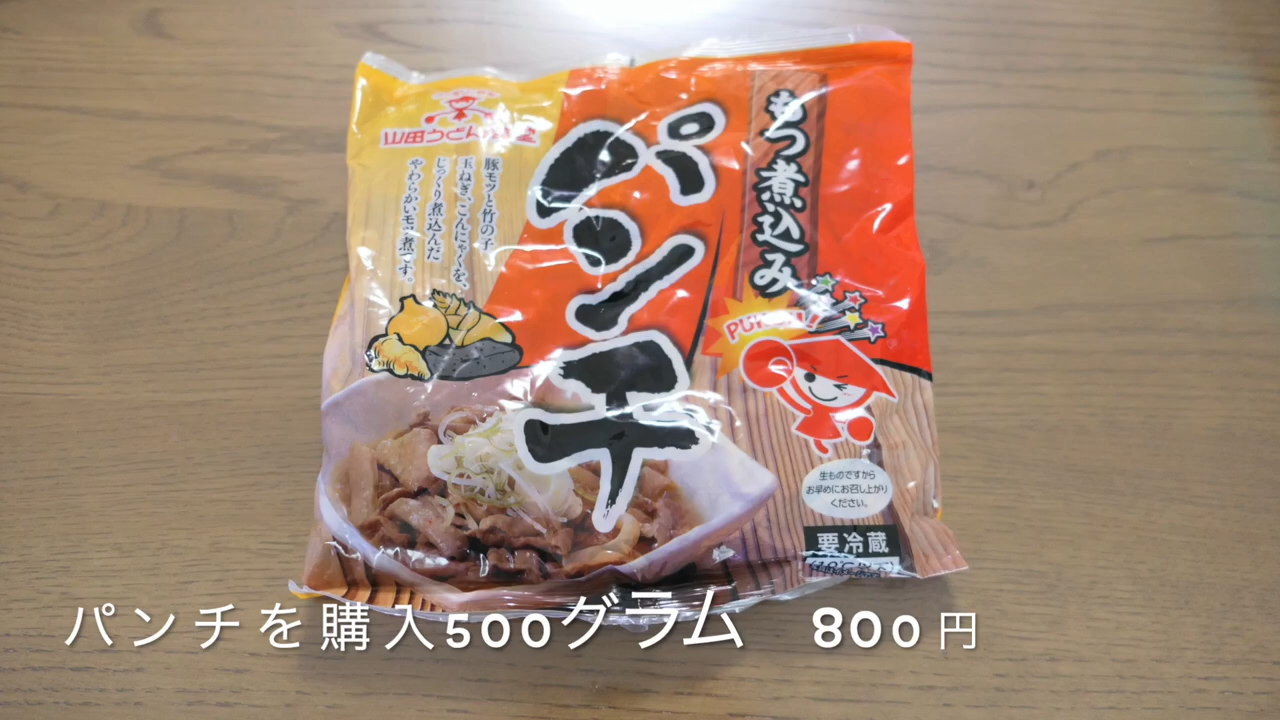 もつ煮込み
パンチ
山田うどん食堂
豚モツと竹の子
玉ねぎ、こんにゃくを、
じっくり煮込んだ
やわらかいモツ煮です。
PUNCH!
生ものですから
お早めにお召し上がり
ください。
要冷蔵
パンチを購入500グラム 800円